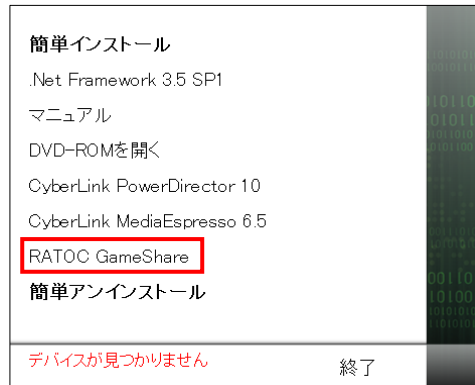 簡単インストール
.Net Framework 3.5 SP1
マニュアル
DVD-ROMを開く
CyberLink PowerDirector 10
CyberLink MediaEspresso 6.5
RATOC GameShare
簡単アンインストール
デバイスが見つかりません
終了